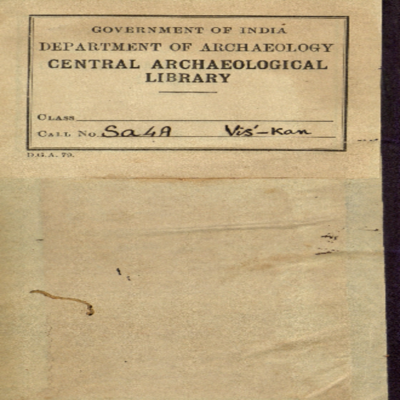 GOVERNMENT OF INDIA
DEPARTMENT OF ARCHAEOLOGY
CENTRAL ARCHAEOLOGICAL
LIBRARY
CLASS
CALL NO Sa4A Viś-Kan
D.G.A. 79.